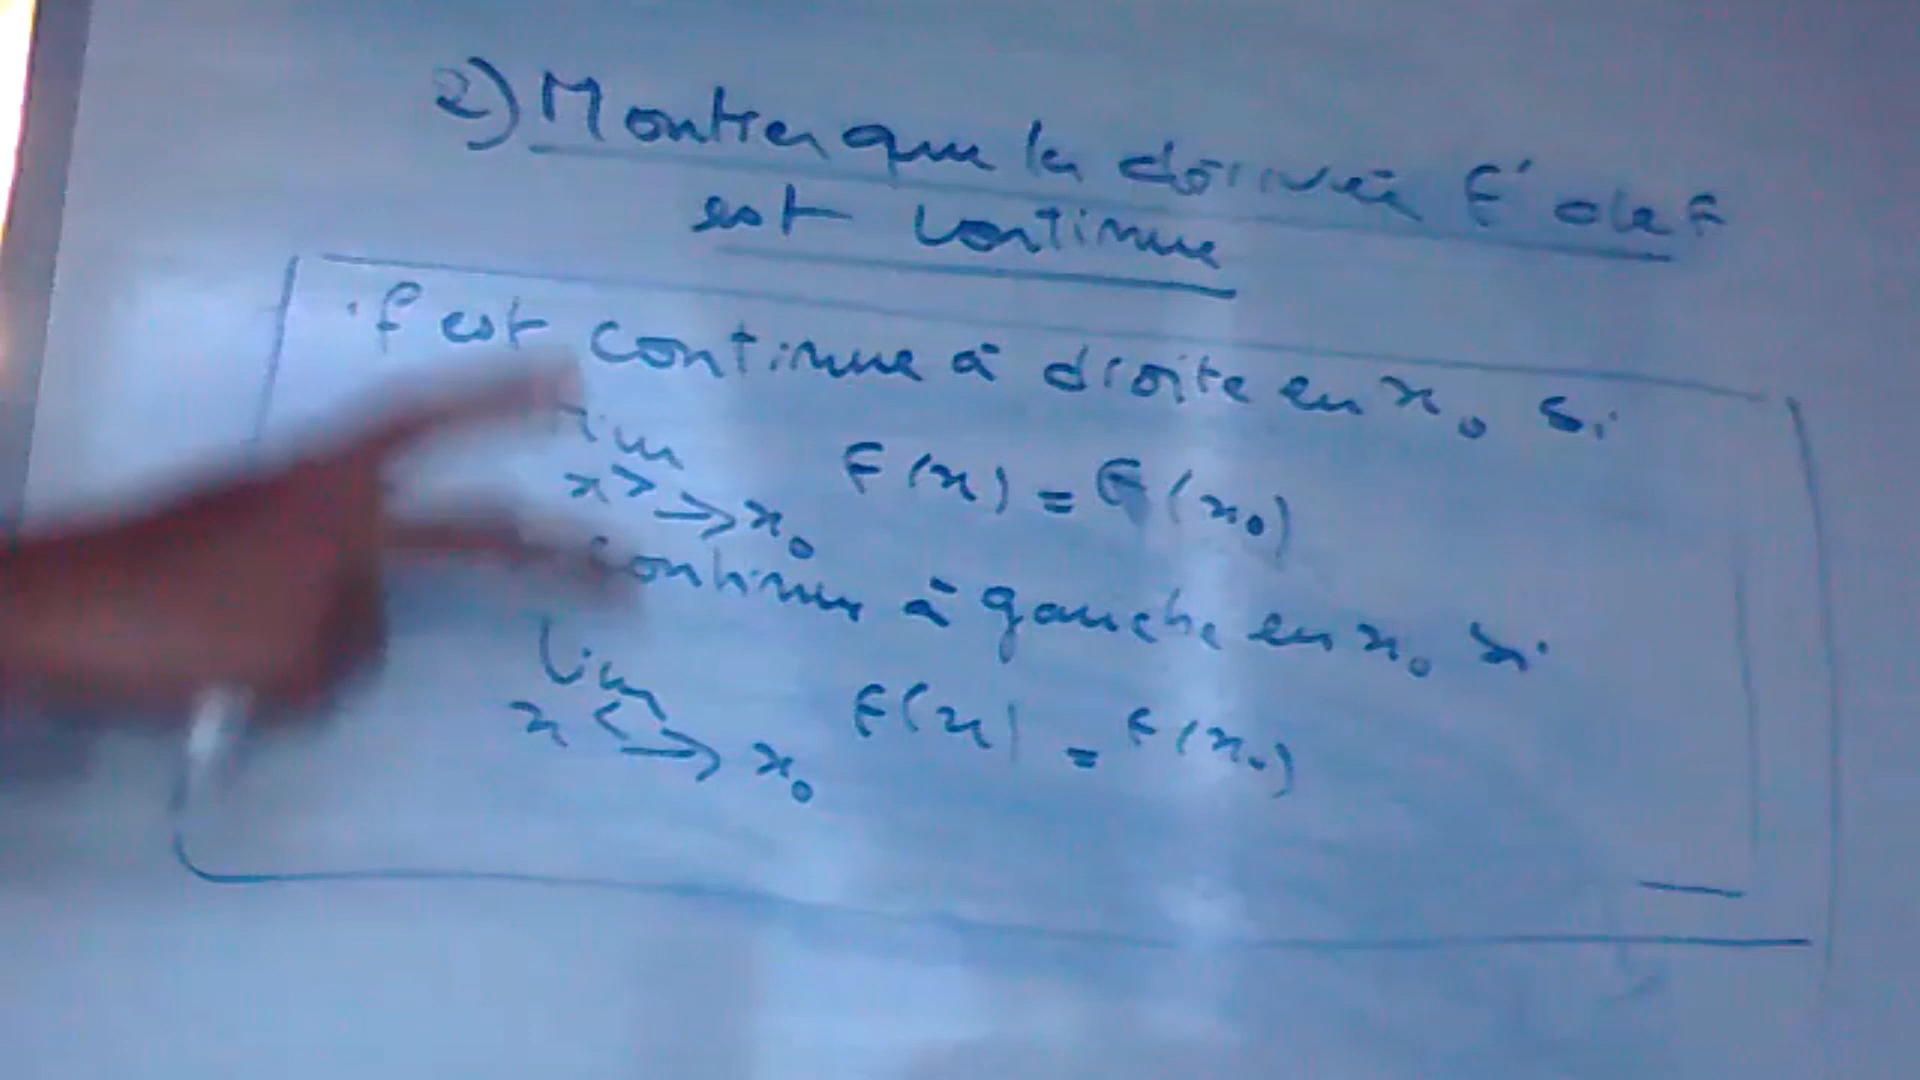 2) Montrer que la dérivée f' de f
est continue
. f est continue à droite en x₀ si
lim f(x) = f(x₀)
x > → x₀
continue à gauche en x₀ si
lim f(x) = f(x₀)
x < → x₀